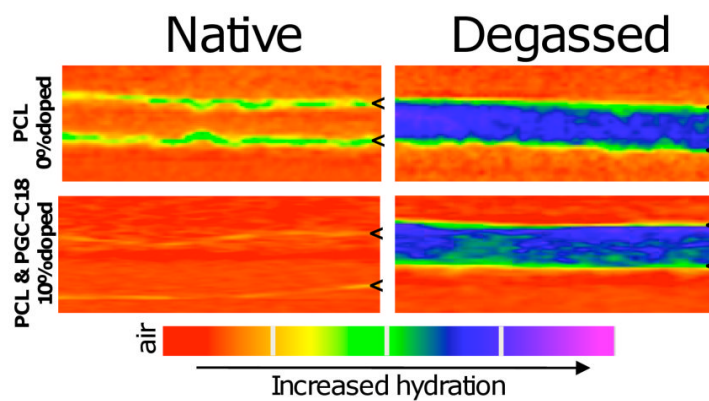 Native Degassed
PCL
0%doped
< <
PCL & PGC-C18
10%doped
< <
air
Increased hydration